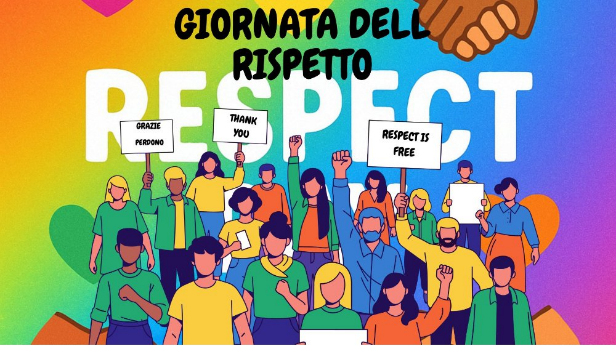 GIORNATA DELL
RISPETTO
RESPECT
GRAZIE
PERDONO
THANK
YOU
RESPECT IS
FREE